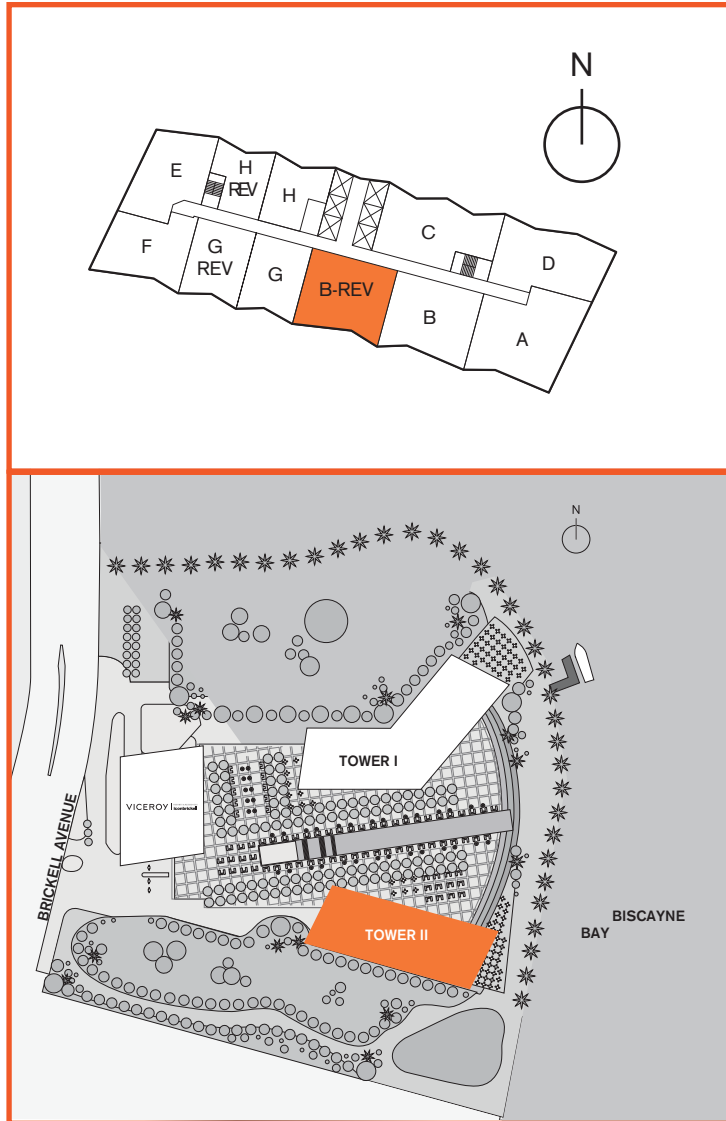 N
E
H
REV
H
C
D
F
G
REV
G
B-REV
B
A
N
TOWER I
VICEROY
BRICKELL AVENUE
TOWER II
BISCAYNE
BAY